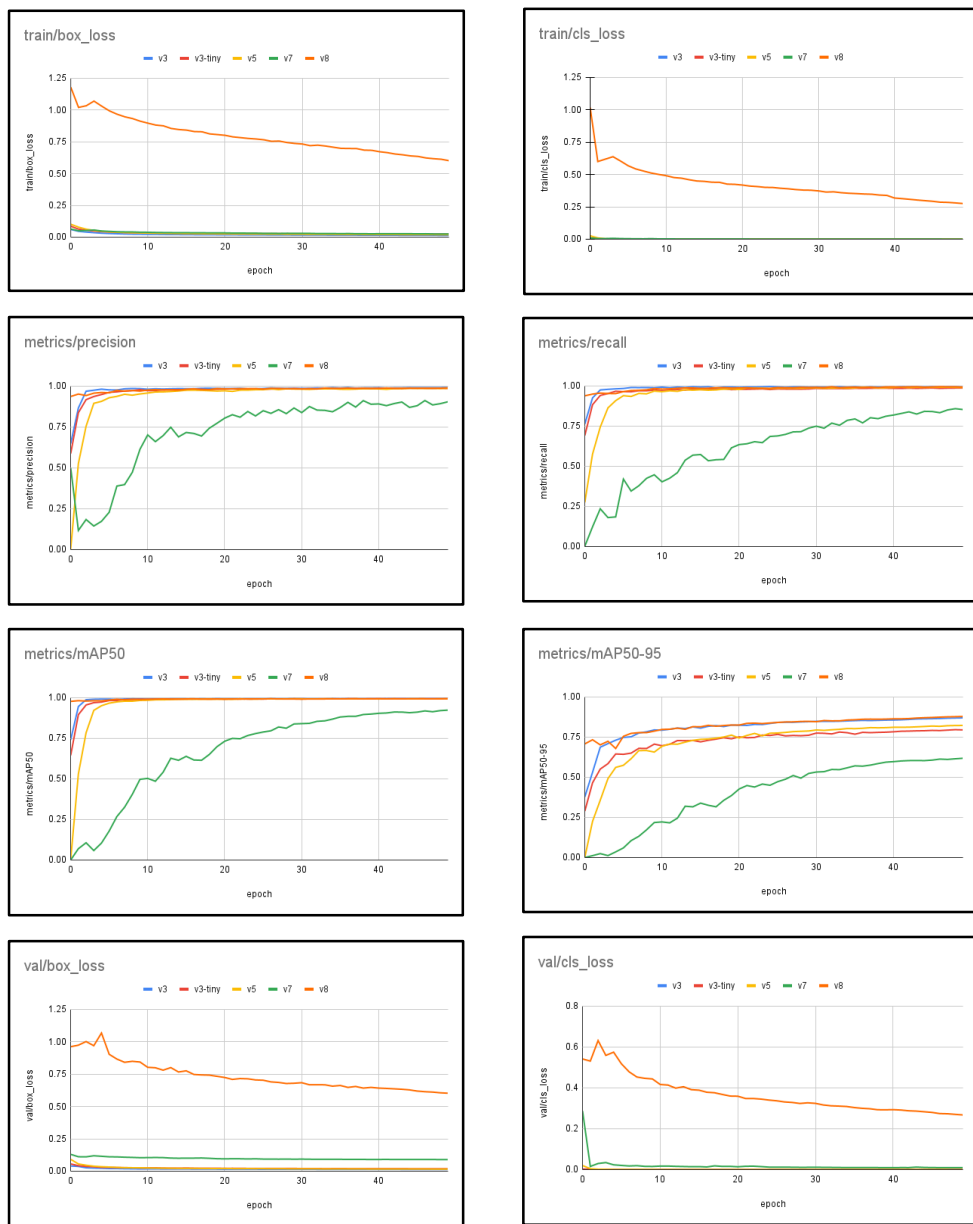 train/box_loss
v3 v3-tiny v5 v7 v8
1.25
1.00
0.75
0.50
0.25
0.00
train/box_loss
0 10 20 30 40
epoch
train/cls_loss
v3 v3-tiny v5 v7 v8
1.25
1.00
0.75
0.50
0.25
0.00
train/cls_loss
0 10 20 30 40
epoch
metrics/precision
v3 v3-tiny v5 v7 v8
1.00
0.75
0.50
0.25
0.00
metrics/precision
0 10 20 30 40
epoch
metrics/recall
v3 v3-tiny v5 v7 v8
1.00
0.75
0.50
0.25
0.00
metrics/recall
0 10 20 30 40
epoch
metrics/mAP50
v3 v3-tiny v5 v7 v8
1.00
0.75
0.50
0.25
0.00
metrics/mAP50
0 10 20 30 40
epoch
metrics/mAP50-95
v3 v3-tiny v5 v7 v8
1.00
0.75
0.50
0.25
0.00
metrics/mAP50-95
0 10 20 30 40
epoch
val/box_loss
v3 v3-tiny v5 v7 v8
1.25
1.00
0.75
0.50
0.25
0.00
val/box_loss
0 10 20 30 40
epoch
val/cls_loss
v3 v3-tiny v5 v7 v8
0.8
0.6
0.4
0.2
0.0
val/cls_loss
0 10 20 30 40
epoch